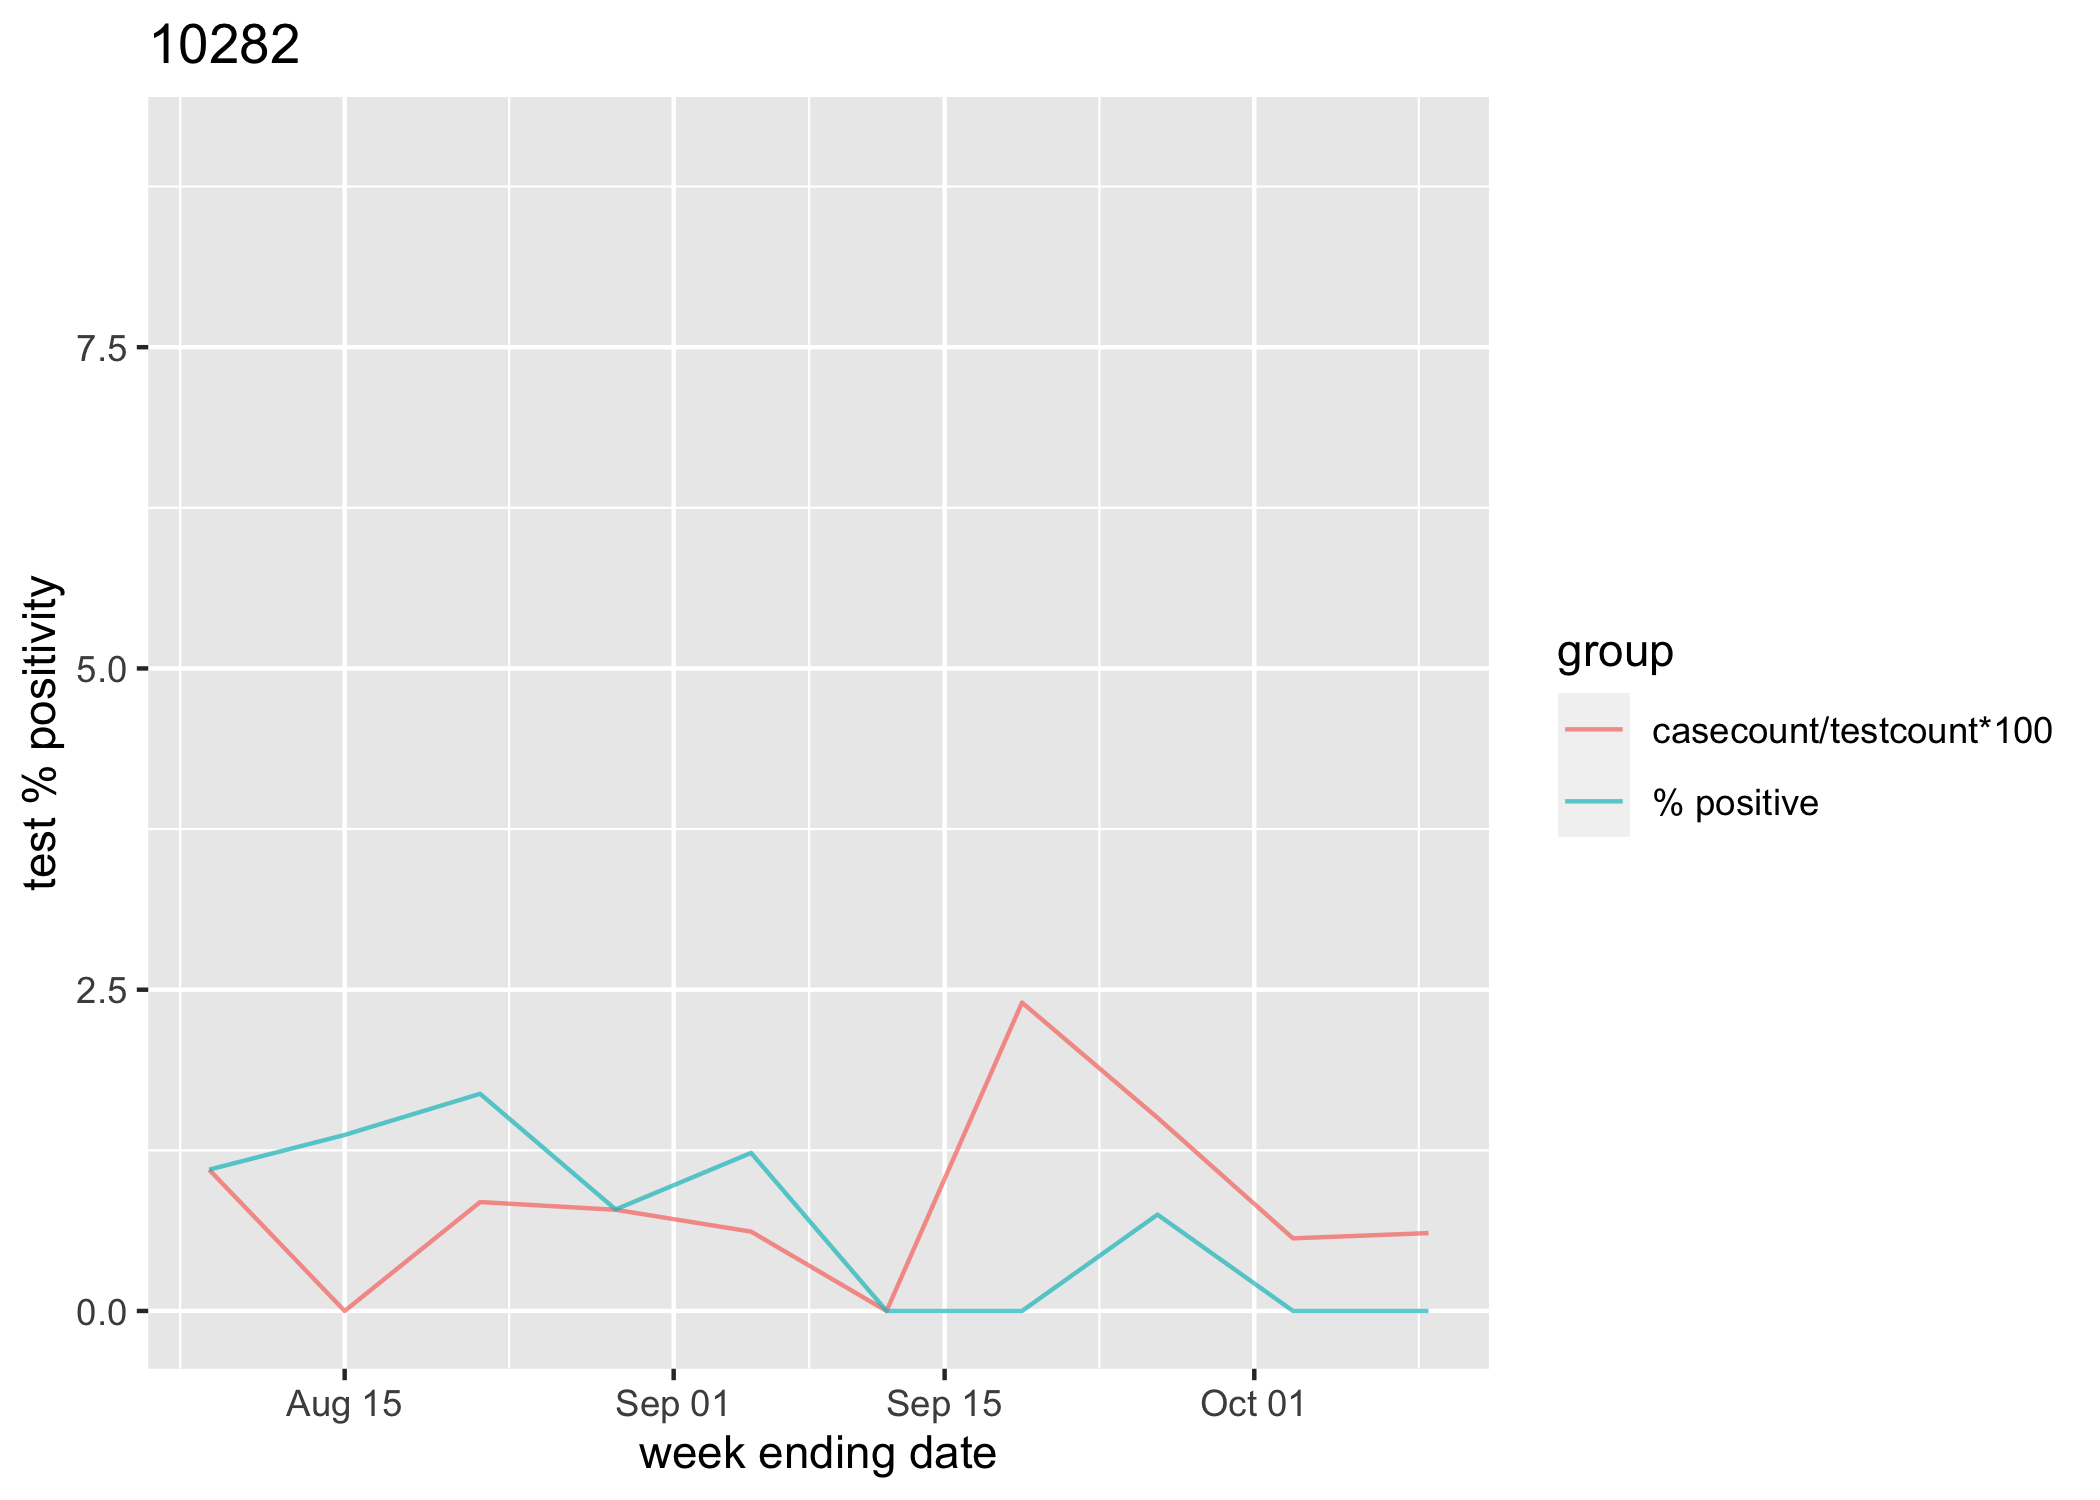 10282
test % positivity
7.5
5.0
2.5
0.0
Aug 15
Sep 01
Sep 15
Oct 01
week ending date
group
casecount/testcount*100
% positive